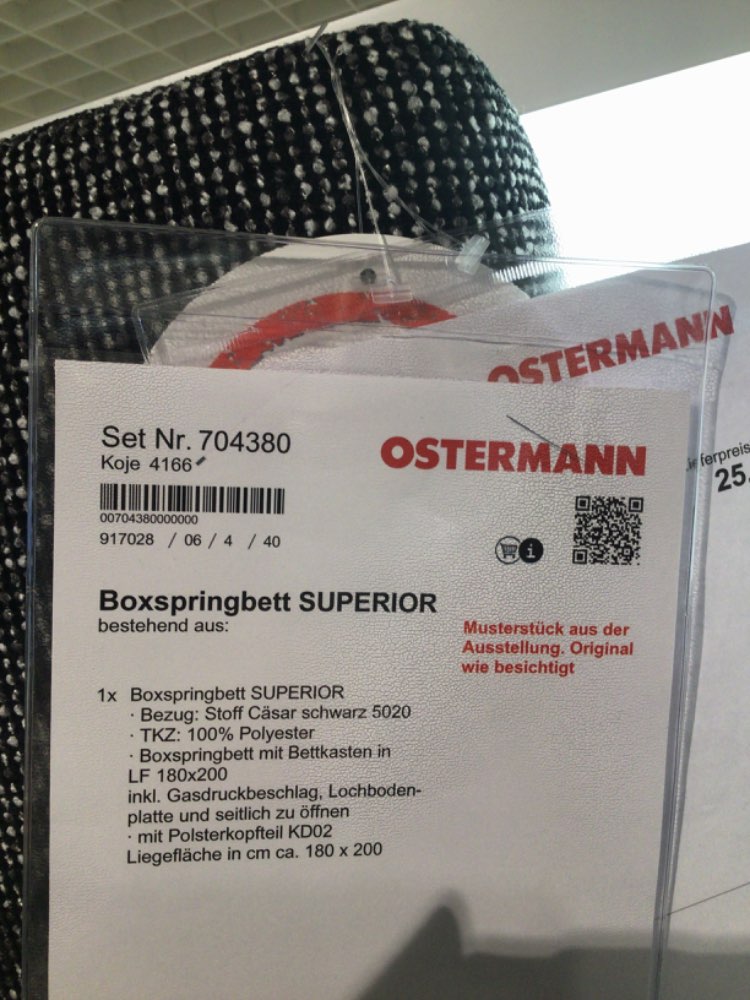 OSTERMANN
Set Nr. 704380
Koje 4166
OSTERMANN
00704380000000
917028 / 06 / 4 / 40
i
Boxspringbett SUPERIOR
bestehend aus:
Musterstück aus der
Ausstellung. Original
wie besichtigt
1x Boxspringbett SUPERIOR
· Bezug: Stoff Cäsar schwarz 5020
· TKZ: 100% Polyester
· Boxspringbett mit Bettkasten in
LF 180x200
inkl. Gasdruckbeschlag, Lochboden-
platte und seitlich zu öffnen
· mit Polsterkopfteil KD02
Liegefläche in cm ca. 180 x 200
25.